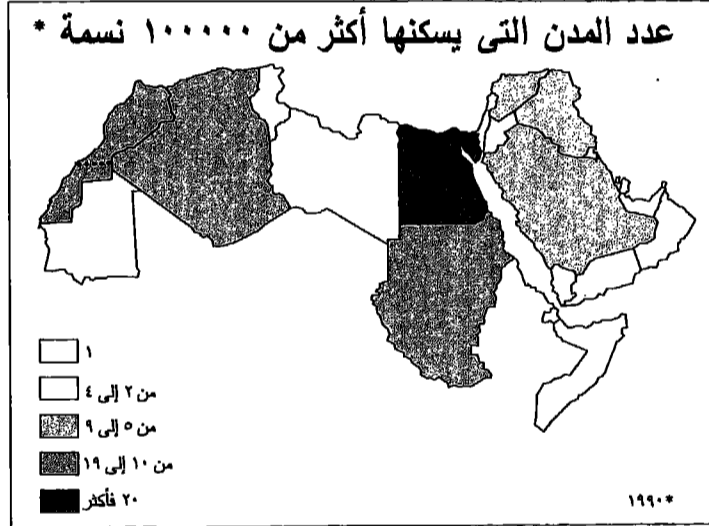 عدد المدن التى يسكنها أكثر من ١٠٠٠٠٠ نسمة *
١
من ٢ إلى ٤
من ٥ إلى ٩
من ١٠ إلى ١٩
٢٠ فأكثر
*١٩٩٠